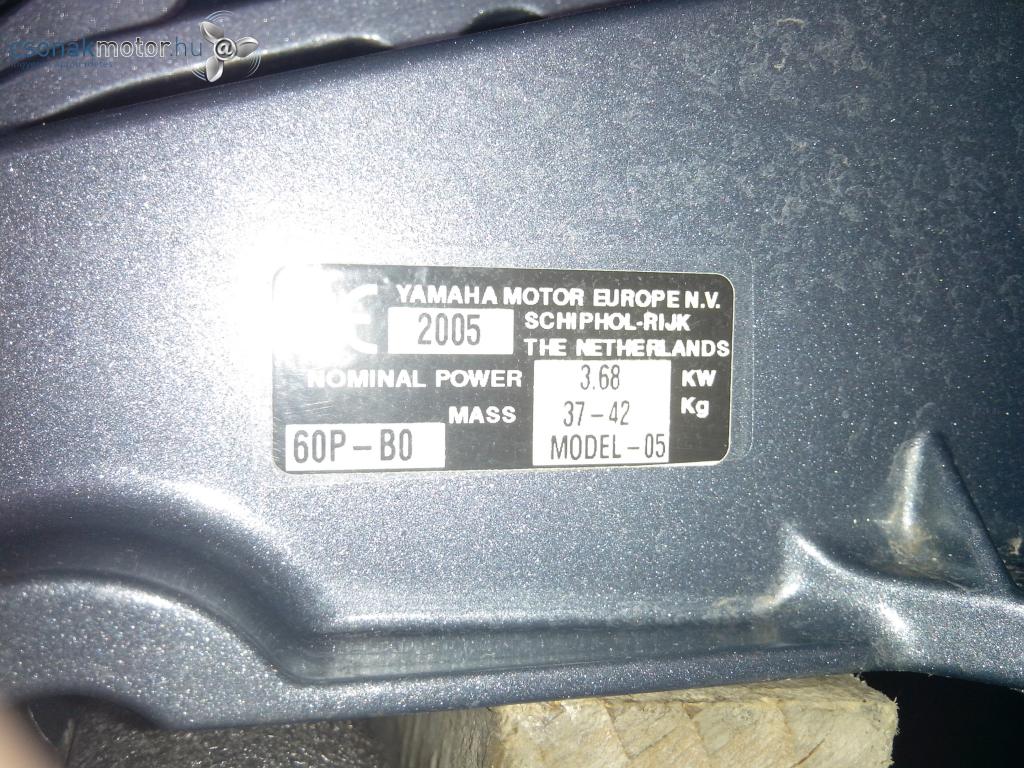 csonakmotor.hu
CE YAMAHA MOTOR EUROPE N.V.
2005 SCHIPHOL-RIJK
THE NETHERLANDS
NOMINAL POWER 3.68 KW
MASS 37-42 Kg
60P-B0 MODEL-05